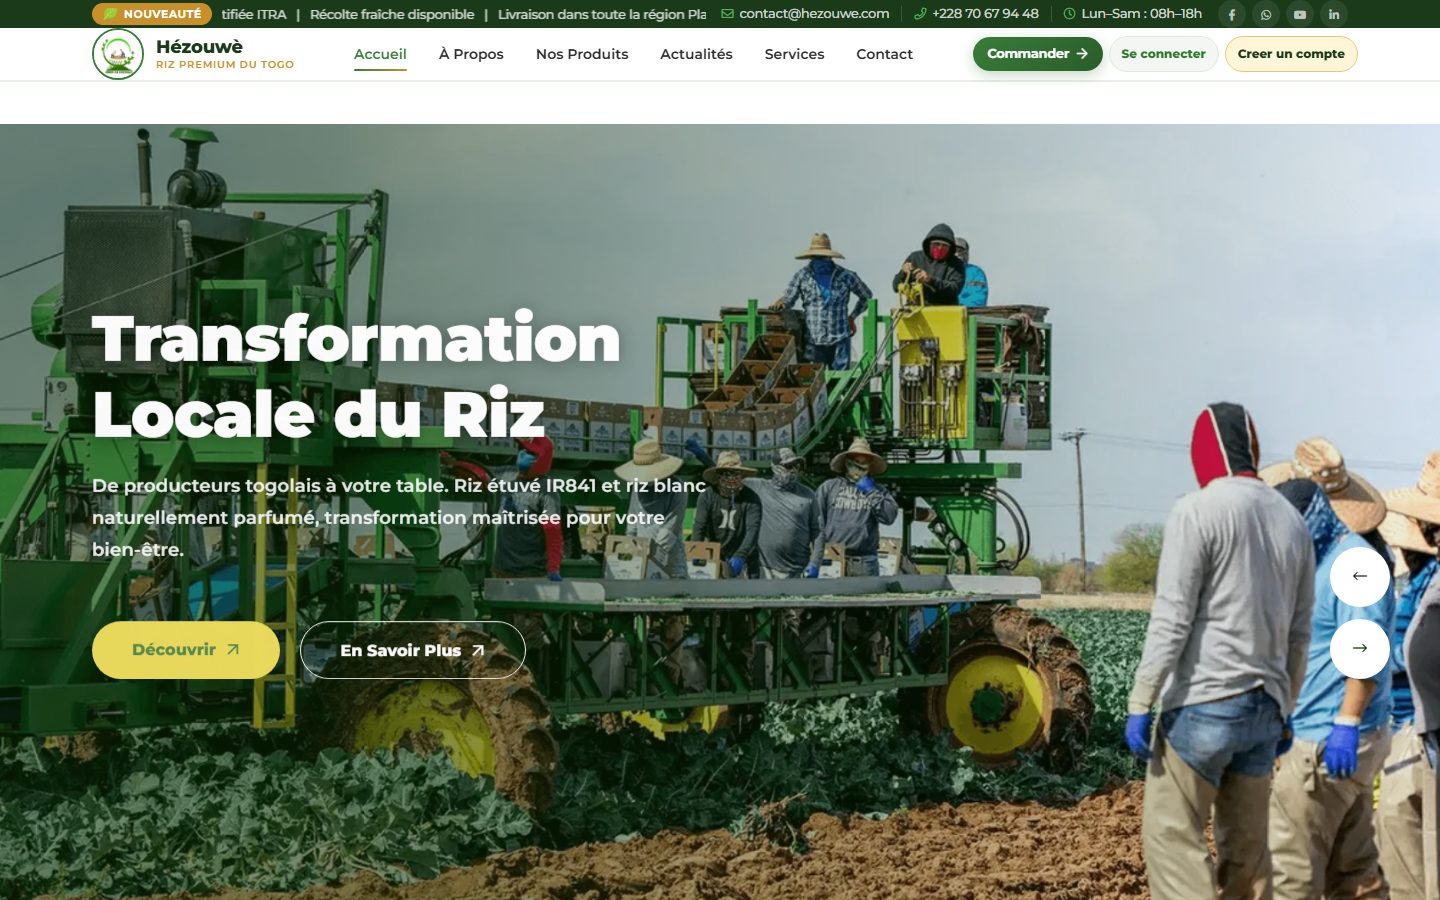 NOUVEAUTÉ
tifiée ITRA | Récolte fraîche disponible | Livraison dans toute la région Pla
contact@hezouwe.com
+228 70 67 94 48
Lun–Sam : 08h–18h
Hézouwè
RIZ PREMIUM DU TOGO
Accueil
À Propos
Nos Produits
Actualités
Services
Contact
Commander
Se connecter
Creer un compte
Transformation
Locale du Riz
De producteurs togolais à votre table. Riz étuvé IR841 et riz blanc
naturellement parfumé, transformation maîtrisée pour votre
bien-être.
Découvrir
En Savoir Plus